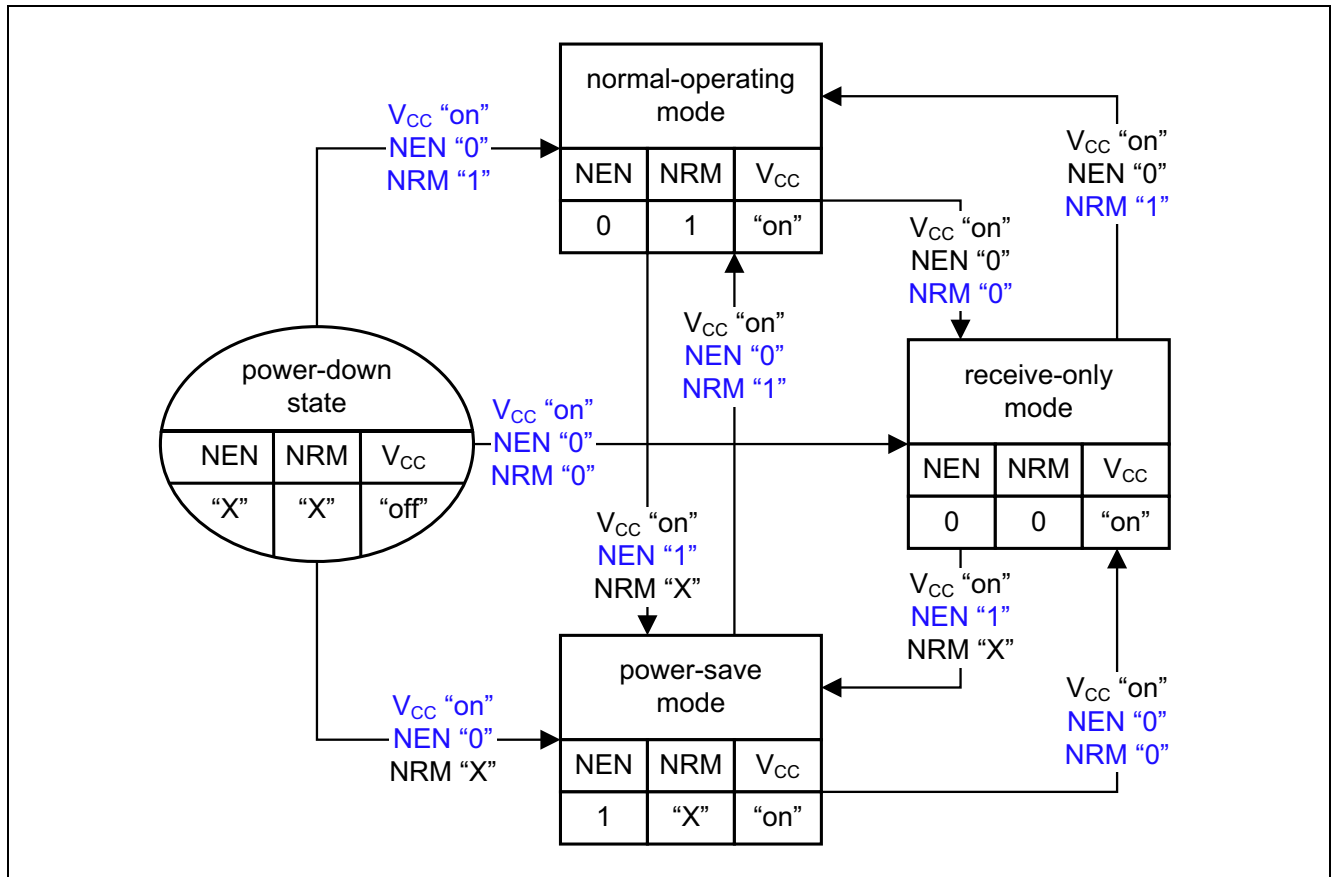 normal-operating
mode
NEN NRM VCC
0 1 “on”
VCC “on”
NEN “0”
NRM “1”
VCC “on”
NEN “0”
NRM “1”
VCC “on”
NEN “0”
NRM “0”
VCC “on”
NEN “0”
NRM “1”
power-down
state
NEN NRM VCC
“X” “X” “off”
VCC “on”
NEN “0”
NRM “0”
receive-only
mode
NEN NRM VCC
0 0 “on”
VCC “on”
NEN “1”
NRM “X”
VCC “on”
NEN “1”
NRM “X”
VCC “on”
NEN “0”
NRM “X”
power-save
mode
NEN NRM VCC
1 “X” “on”
VCC “on”
NEN “0”
NRM “0”